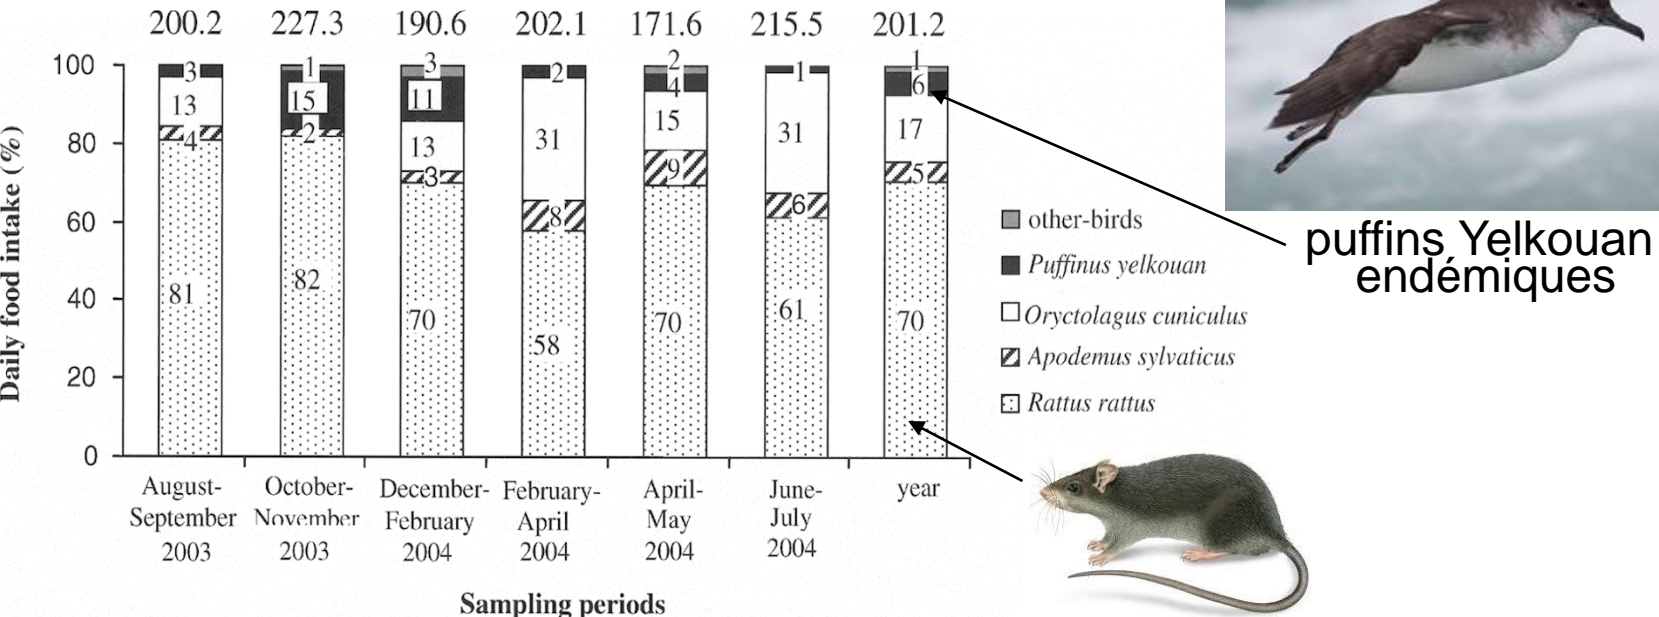 200.2 227.3 190.6 202.1 171.6 215.5 201.2
Daily food intake (%)
100
80
60
40
20
0
3
13
4
81
1
15
2
82
3
11
13
3
70
2
31
8
58
2
4
15
9
70
1
31
6
61
1
6
17
5
70
August-
September
2003
October-
November
2003
December-
February
2004
February-
April
2004
April-
May
2004
June-
July
2004
year
Sampling periods
other-birds
Puffinus yelkouan
Oryctolagus cuniculus
Apodemus sylvaticus
Rattus rattus
puffins Yelkouan
endémiques